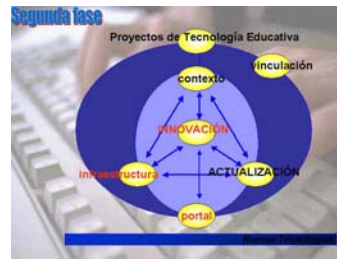 Segunda fase
Proyectos de Tecnología Educativa
vinculación
contexto
INNOVACIÓN
infraestructura
ACTUALIZACIÓN
portal
Nuevas Tecnologías